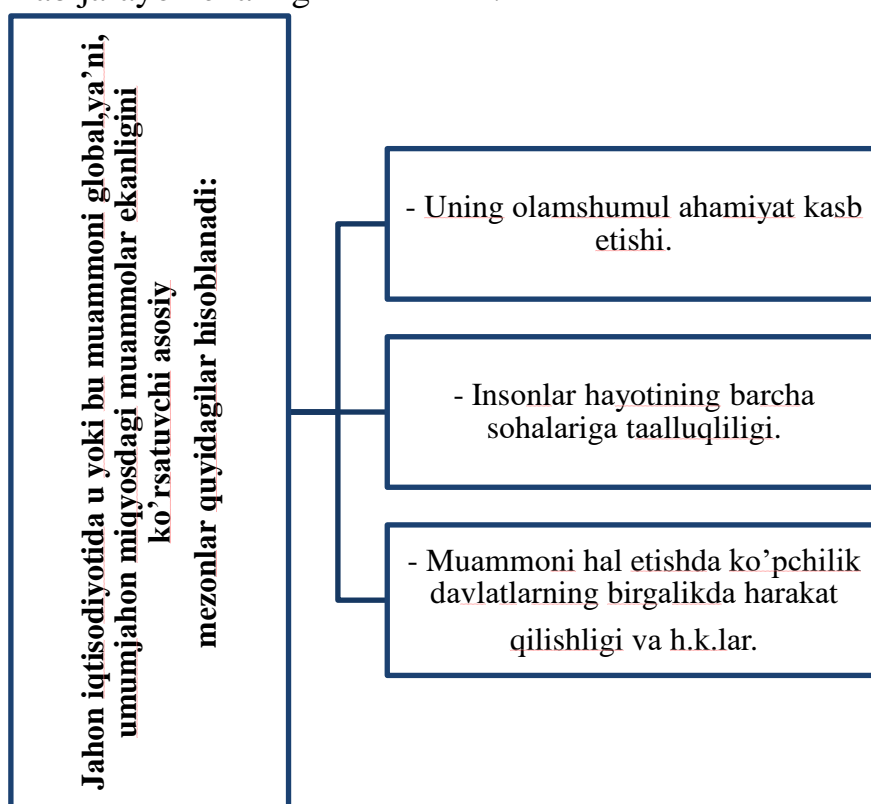 Jahon iqtisodiyotida u yoki bu muammoni global,ya’ni,
umumjahon miqyosdagi muammolar ekanligini
ko’rsatuvchi asosiy
mezonlar quyidagilar hisoblanadi:
- Uning olamshumul ahamiyat kasb
etishi.
- Insonlar hayotining barcha
sohalariga taalluqliligi.
- Muammoni hal etishda ko’pchilik
davlatlarning birgalikda harakat
qilishligi va h.k.lar.